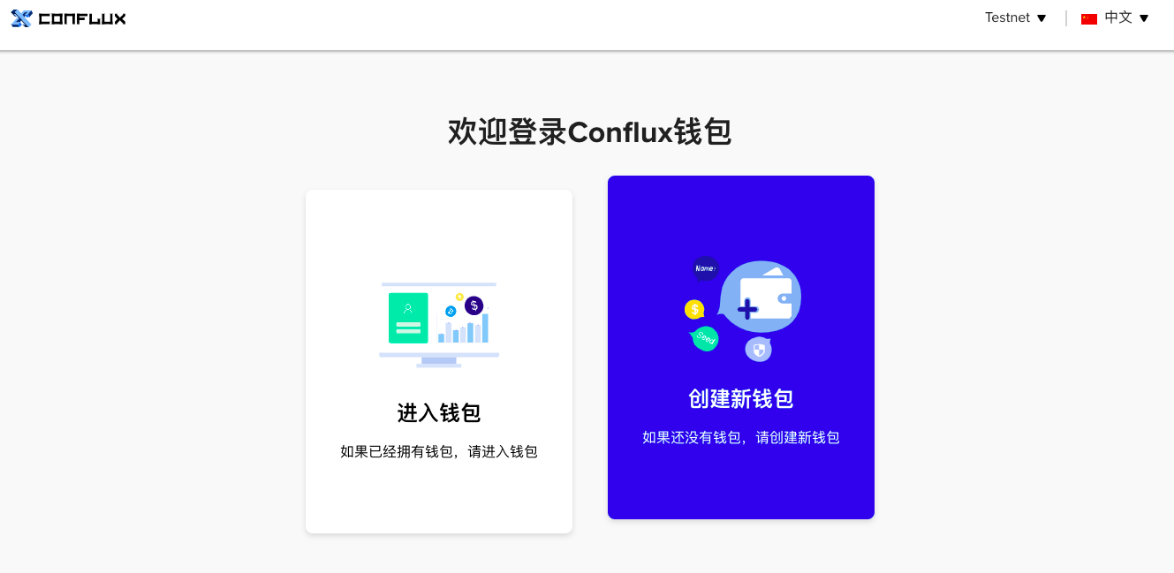 CONFLUX
Testnet
中文
欢迎登录Conflux钱包
Name:
$
$
Seed
进入钱包
如果已经拥有钱包，请进入钱包
创建新钱包
如果还没有钱包，请创建新钱包